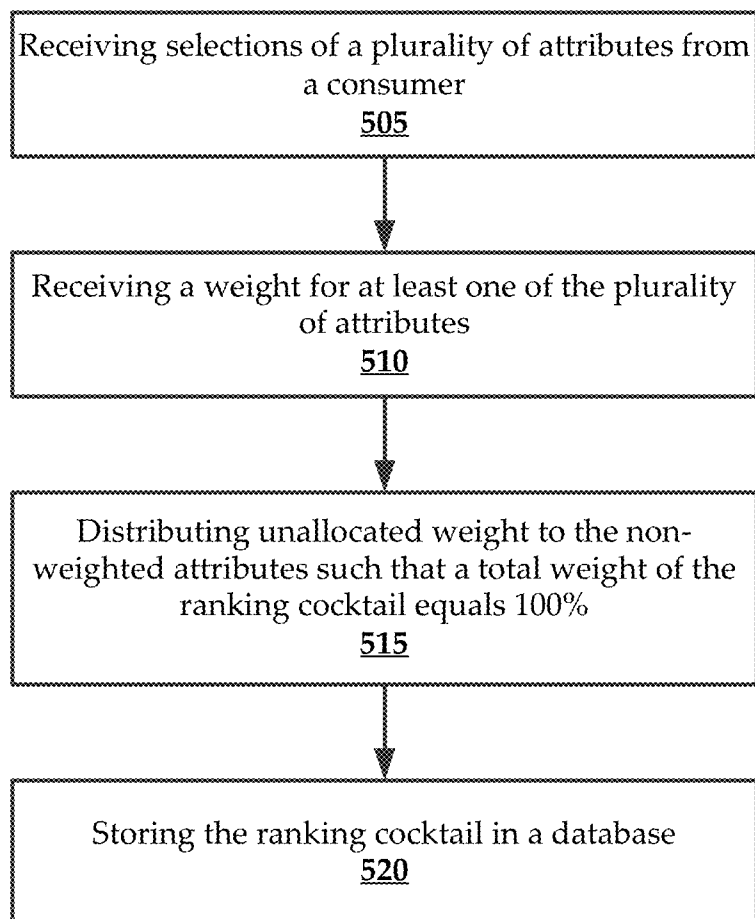 Receiving selections of a plurality of attributes from
a consumer
505
Receiving a weight for at least one of the plurality
of attributes
510
Distributing unallocated weight to the non-
weighted attributes such that a total weight of the
ranking cocktail equals 100%
515
Storing the ranking cocktail in a database
520